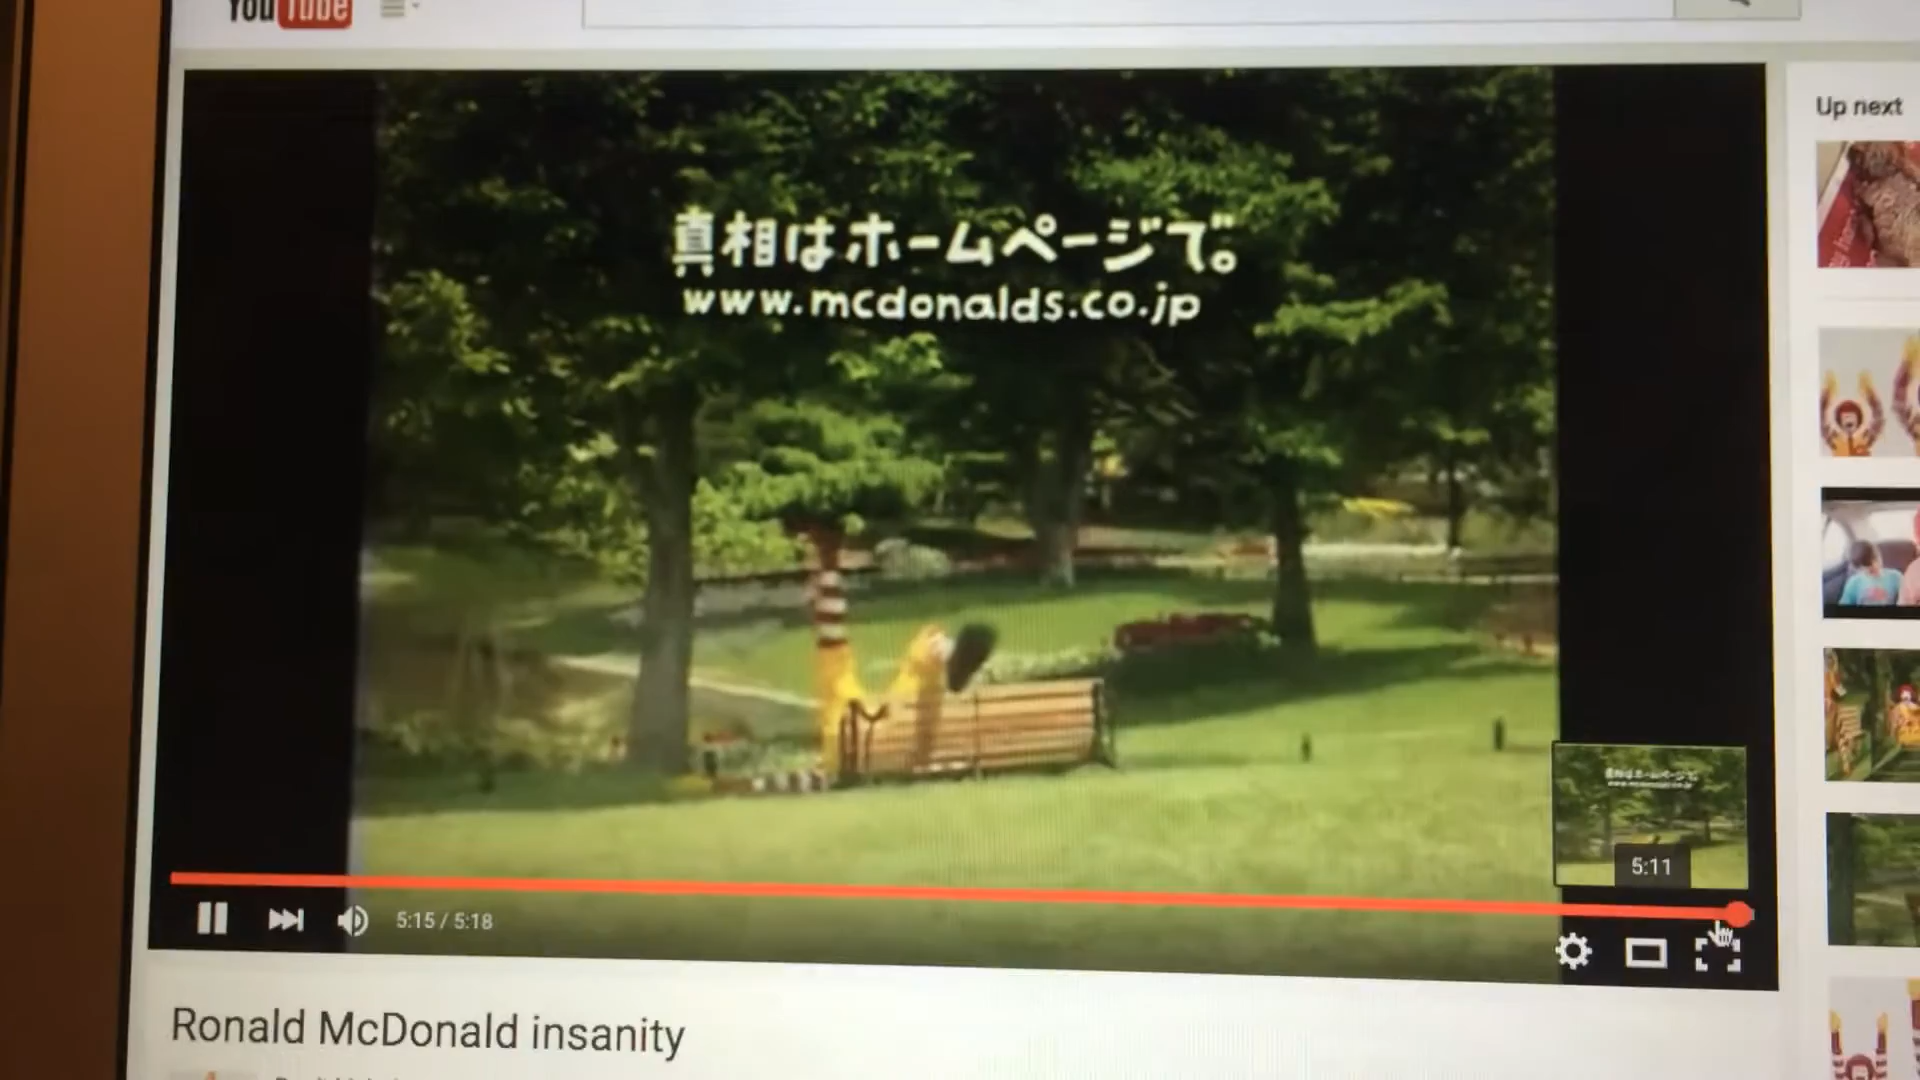 YouTube
Up next
真相はホームページで。
www.mcdonalds.co.jp
5:11
5:15 / 5:18
Ronald McDonald insanity